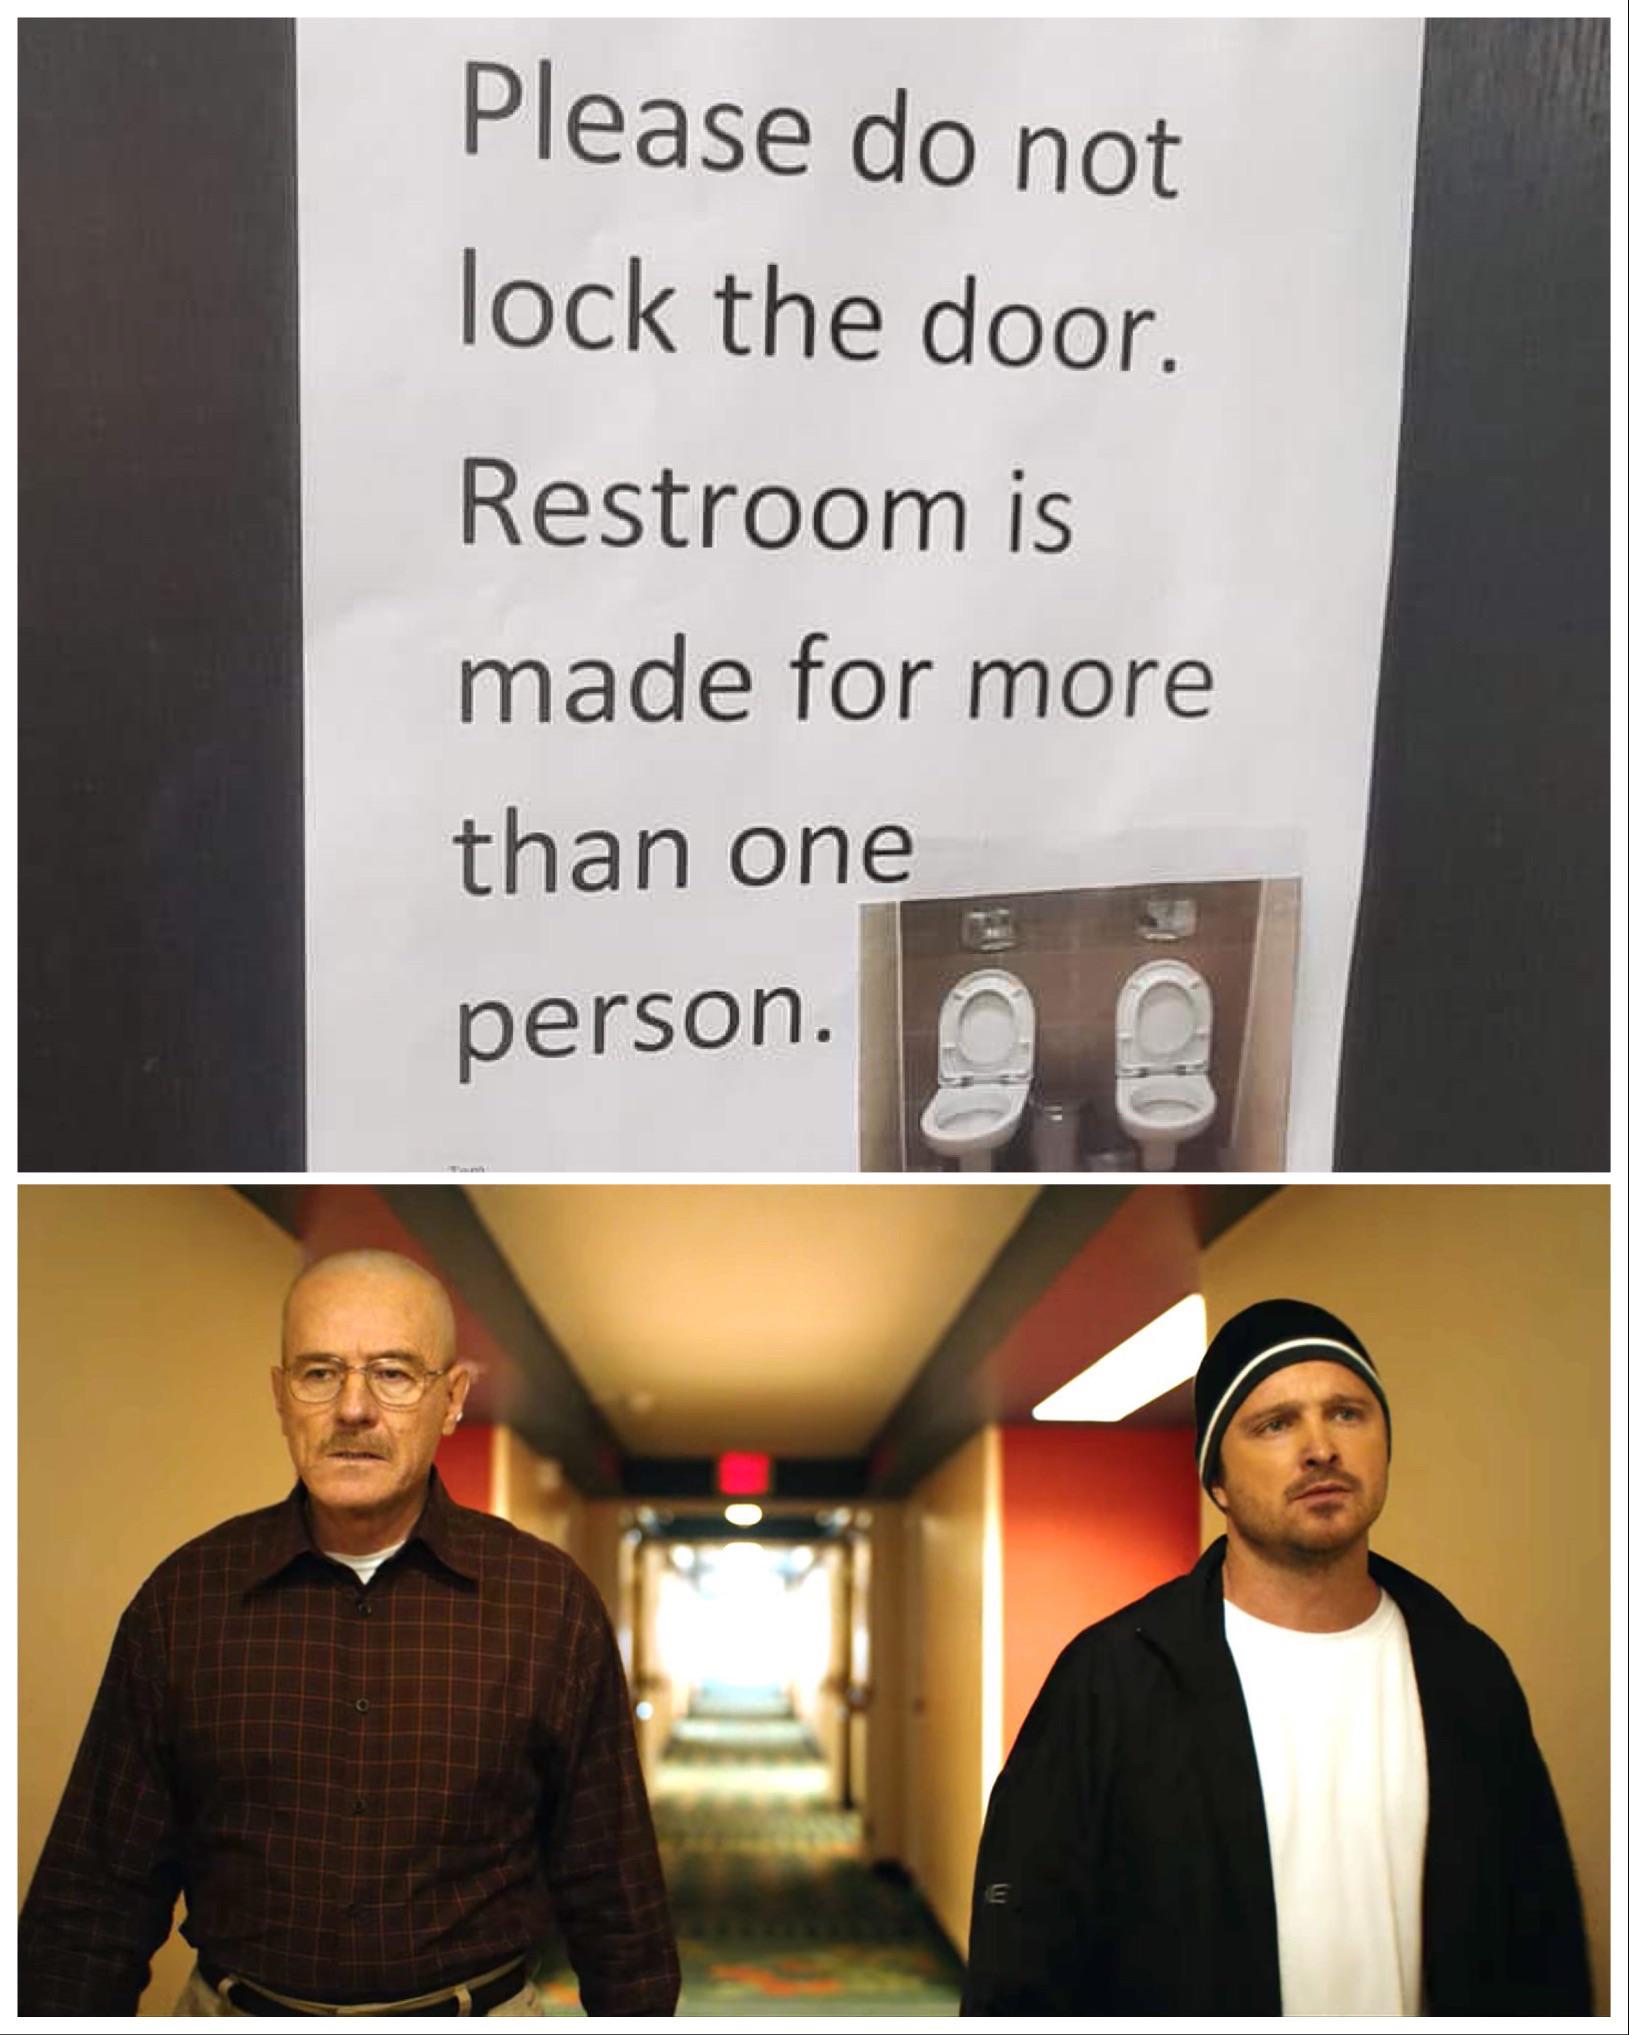 Please do not
lock the door.
Restroom is
made for more
than one
person.